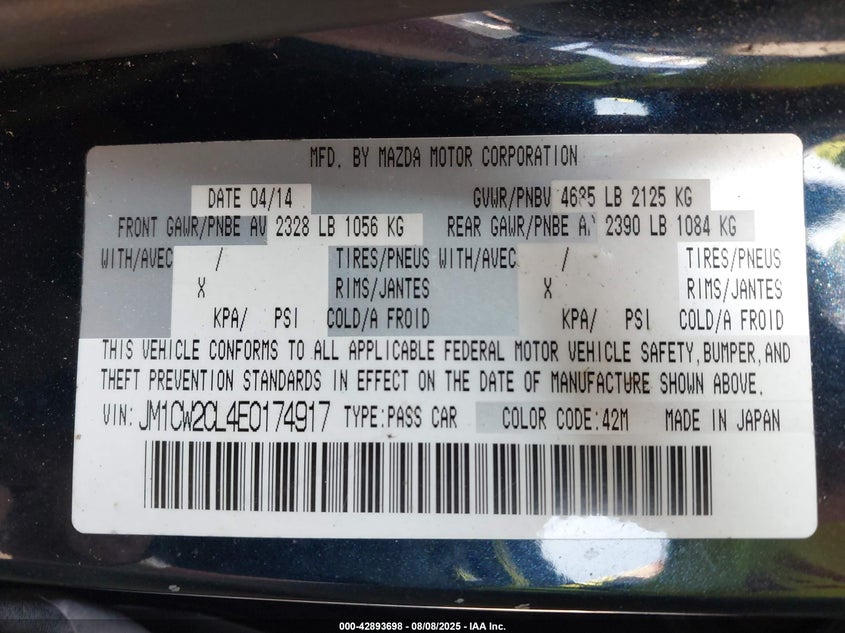 MFD. BY MAZDA MOTOR CORPORATION
DATE 04/14 GVWR/PNBV 4685 LB 2125 KG
FRONT GAWR/PNBE AV 2328 LB 1056 KG REAR GAWR/PNBE AV 2390 LB 1084 KG
WITH/AVEC / TIRES/PNEUS WITH/AVEC / TIRES/PNEUS
X RIMS/JANTES X RIMS/JANTES
KPA/ PSI COLD/A FROID KPA/ PSI COLD/A FROID
THIS VEHICLE CONFORMS TO ALL APPLICABLE FEDERAL MOTOR VEHICLE SAFETY, BUMPER, AND
THEFT PREVENTION STANDARDS IN EFFECT ON THE DATE OF MANUFACTURE SHOWN ABOVE.
VIN: JM1CW2CL4E0174917 TYPE:PASS CAR COLOR CODE:42M MADE IN JAPAN
000-42893698 - 08/08/2025 - IAA Inc.